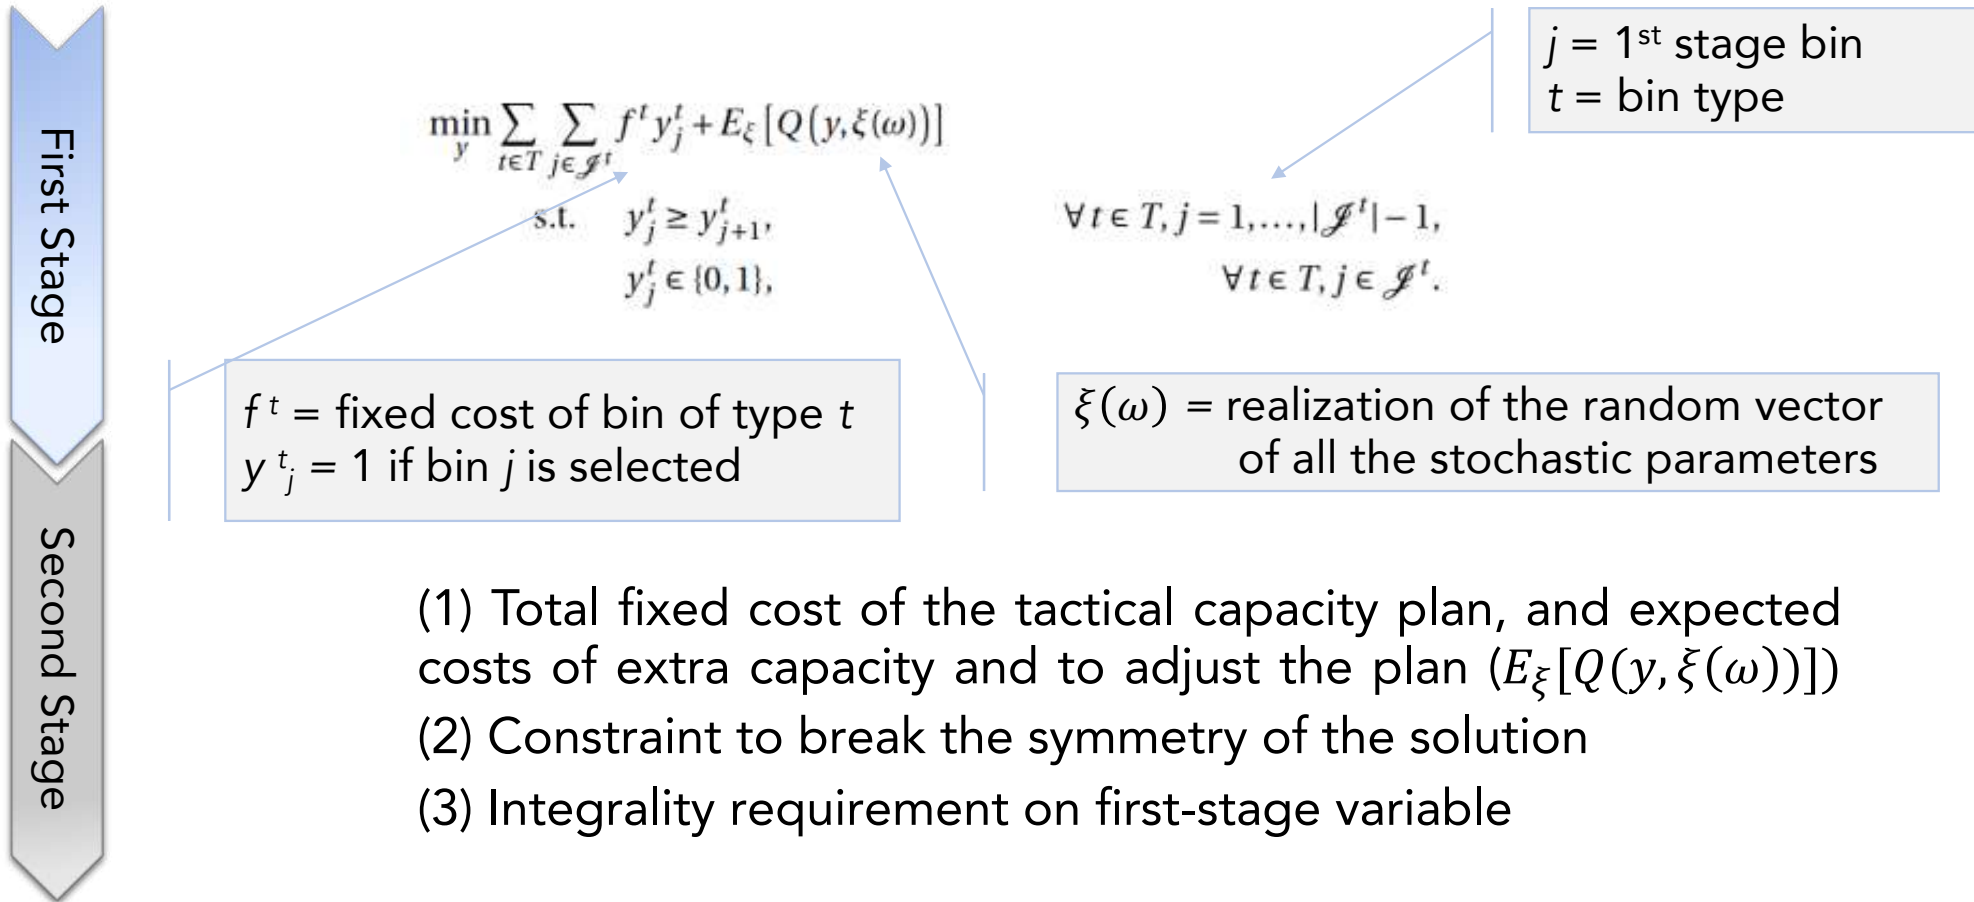 First Stage
Second Stage
j = 1st stage bin
t = bin type
min_y ∑_{t∈T} ∑_{j∈𝒥^t} f^t y_j^t + E_ξ[Q(y,ξ(ω))]
s.t. y_j^t ≥ y_{j+1}^t, ∀ t ∈ T, j = 1,…,|𝒥^t| − 1,
y_j^t ∈ {0, 1}, ∀ t ∈ T, j ∈ 𝒥^t.
f^t = fixed cost of bin of type t
y^t_j = 1 if bin j is selected
ξ(ω) = realization of the random vector
of all the stochastic parameters
(1) Total fixed cost of the tactical capacity plan, and expected
costs of extra capacity and to adjust the plan (E_ξ[Q(y, ξ(ω))])
(2) Constraint to break the symmetry of the solution
(3) Integrality requirement on first-stage variable